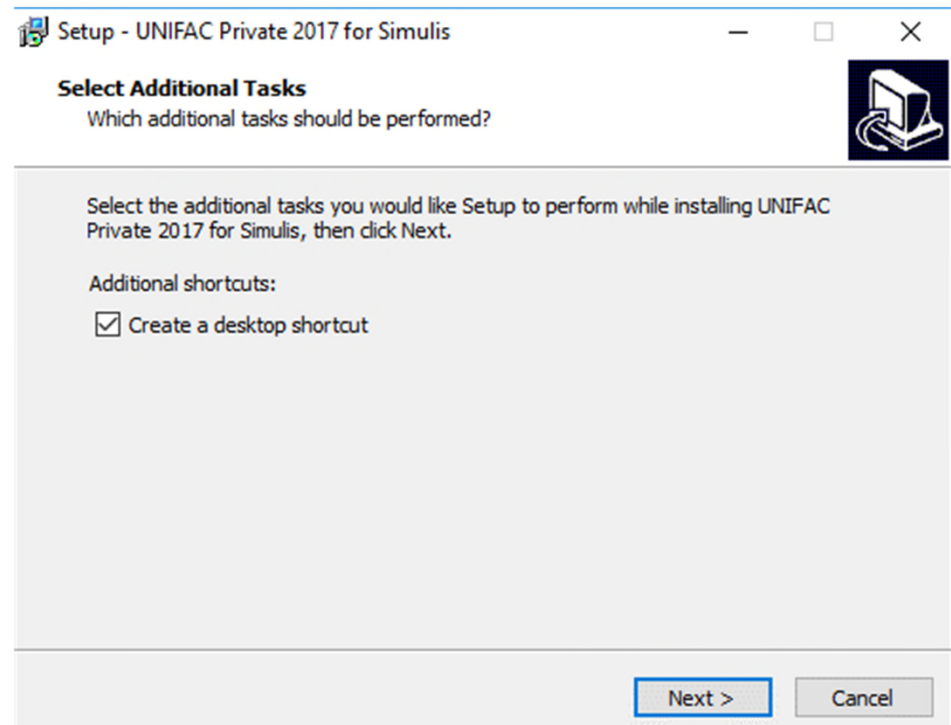 Setup - UNIFAC Private 2017 for Simulis
Select Additional Tasks
Which additional tasks should be performed?
Select the additional tasks you would like Setup to perform while installing UNIFAC
Private 2017 for Simulis, then click Next.
Additional shortcuts:
Create a desktop shortcut
Next >
Cancel